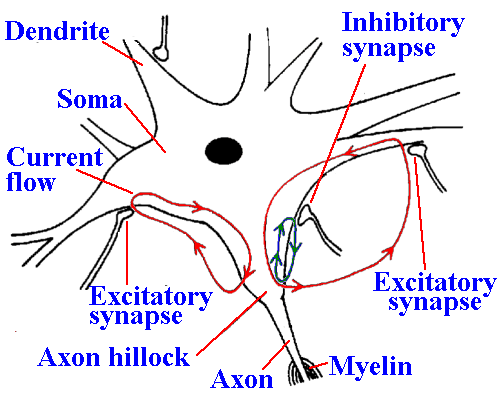 Dendrite
Inhibitory
synapse
Soma
Current
flow
Excitatory
synapse
Excitatory
synapse
Axon hillock
Axon
Myelin